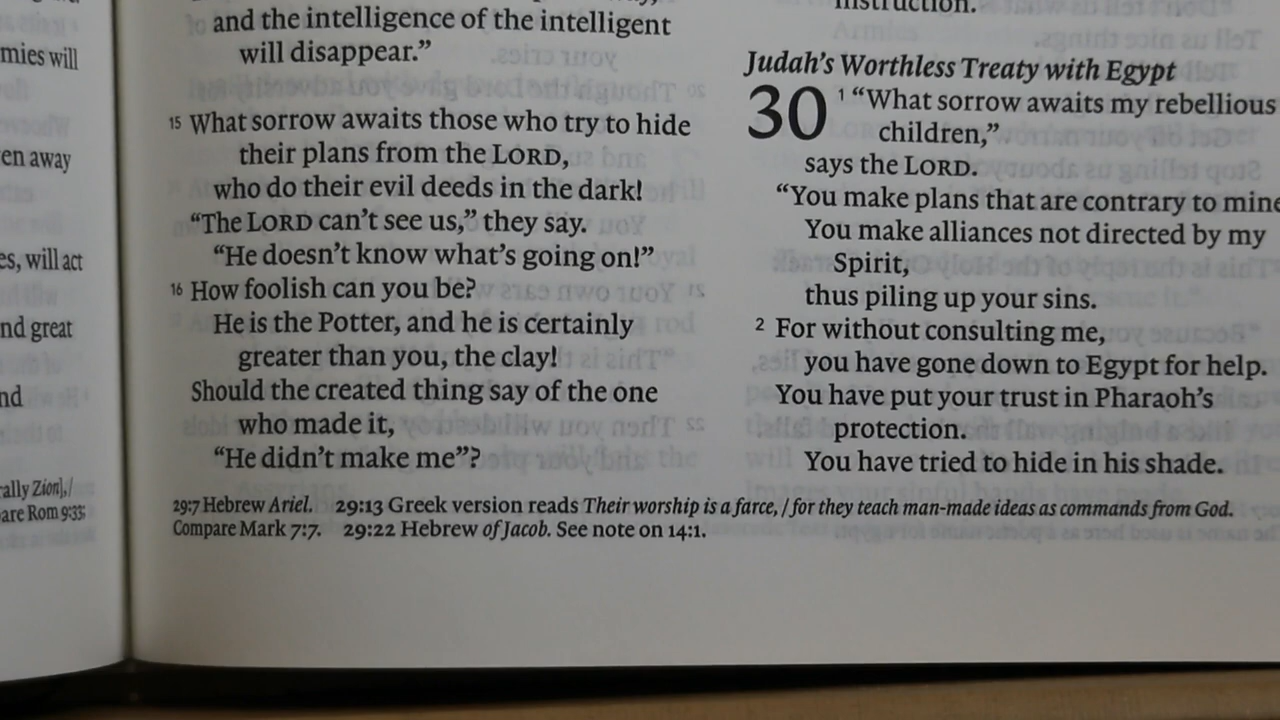 mies will
en away
es, will act
nd great
nd
ally Zion],/
are Rom 9:33;
and the intelligence of the intelligent
will disappear.”
15 What sorrow awaits those who try to hide
their plans from the LORD,
who do their evil deeds in the dark!
“The LORD can’t see us,” they say.
“He doesn’t know what’s going on!”
16 How foolish can you be?
He is the Potter, and he is certainly
greater than you, the clay!
Should the created thing say of the one
who made it,
“He didn’t make me”?
instruction.
Judah’s Worthless Treaty with Egypt
30 1 “What sorrow awaits my rebellious
children,”
says the LORD.
“You make plans that are contrary to mine
You make alliances not directed by my
Spirit,
thus piling up your sins.
2 For without consulting me,
you have gone down to Egypt for help.
You have put your trust in Pharaoh’s
protection.
You have tried to hide in his shade.
29:7 Hebrew Ariel. 29:13 Greek version reads Their worship is a farce, / for they teach man-made ideas as commands from God.
Compare Mark 7:7. 29:22 Hebrew of Jacob. See note on 14:1.